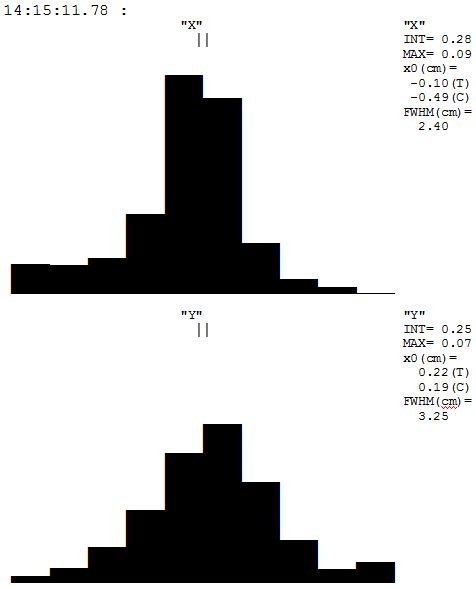 14:15:11.78 :
"X"
||
"X"
INT= 0.28
MAX= 0.09
x0(cm)=
-0.10(T)
-0.49(C)
FWHM(cm)=
2.40
"Y"
||
"Y"
INT= 0.25
MAX= 0.07
x0(cm)=
0.22(T)
0.19(C)
FWHM(cm)=
3.25